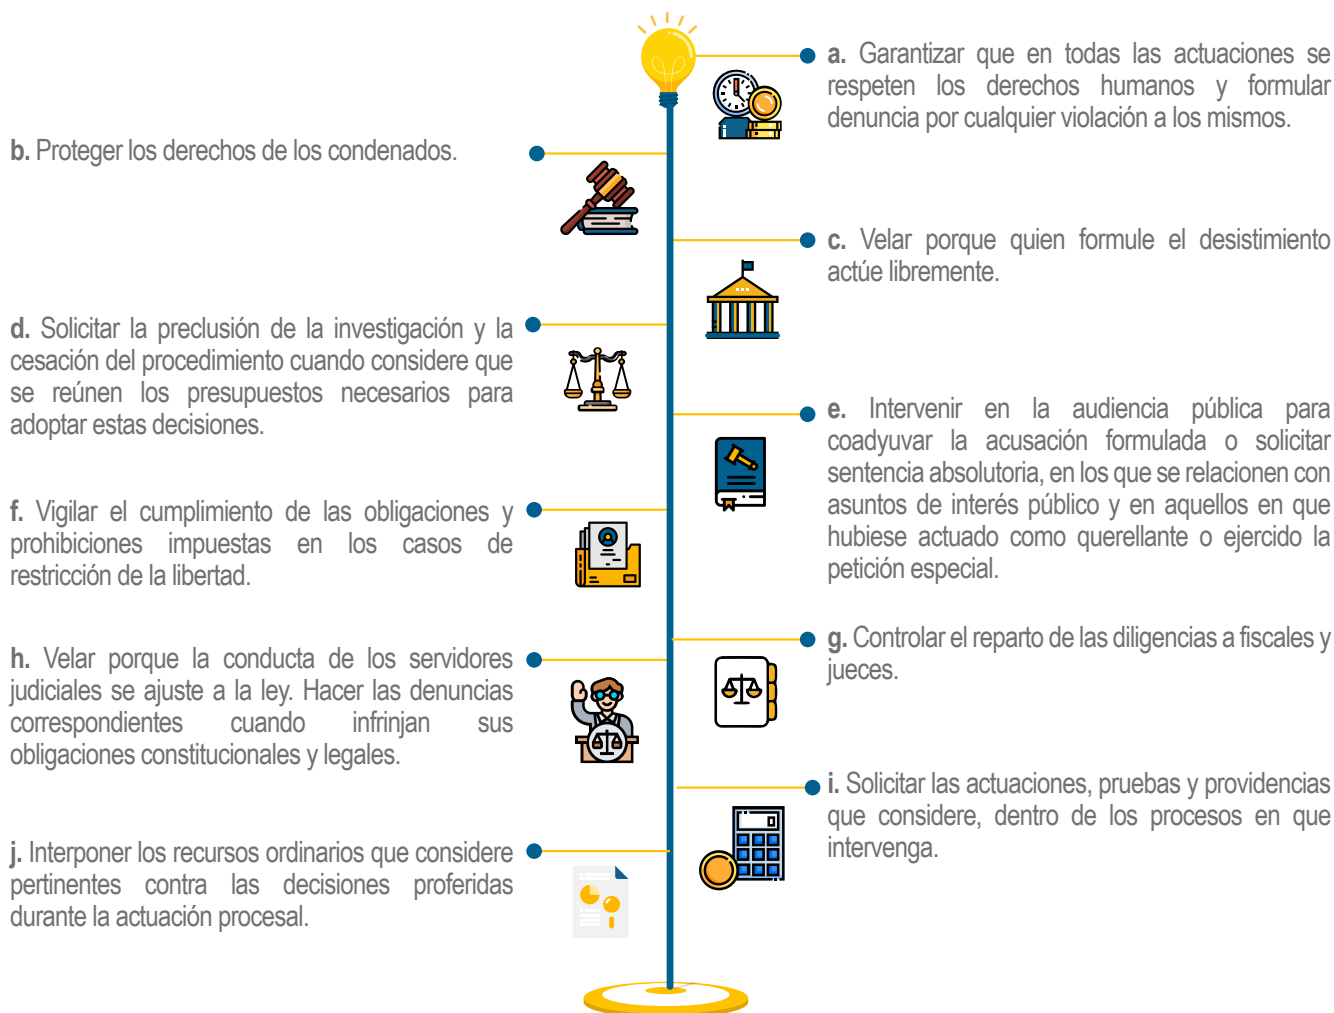 a. Garantizar que en todas las actuaciones se
respeten los derechos humanos y formular
denuncia por cualquier violación a los mismos.
b. Proteger los derechos de los condenados.
c. Velar porque quien formule el desistimiento
actúe libremente.
d. Solicitar la preclusión de la investigación y la
cesación del procedimiento cuando considere que
se reúnen los presupuestos necesarios para
adoptar estas decisiones.
e. Intervenir en la audiencia pública para
coadyuvar la acusación formulada o solicitar
sentencia absolutoria, en los que se relacionen con
asuntos de interés público y en aquellos en que
hubiese actuado como querellante o ejercido la
petición especial.
f. Vigilar el cumplimiento de las obligaciones y
prohibiciones impuestas en los casos de
restricción de la libertad.
g. Controlar el reparto de las diligencias a fiscales y
jueces.
h. Velar porque la conducta de los servidores
judiciales se ajuste a la ley. Hacer las denuncias
correspondientes cuando infrinjan sus
obligaciones constitucionales y legales.
i. Solicitar las actuaciones, pruebas y providencias
que considere, dentro de los procesos en que
intervenga.
j. Interponer los recursos ordinarios que considere
pertinentes contra las decisiones proferidas
durante la actuación procesal.